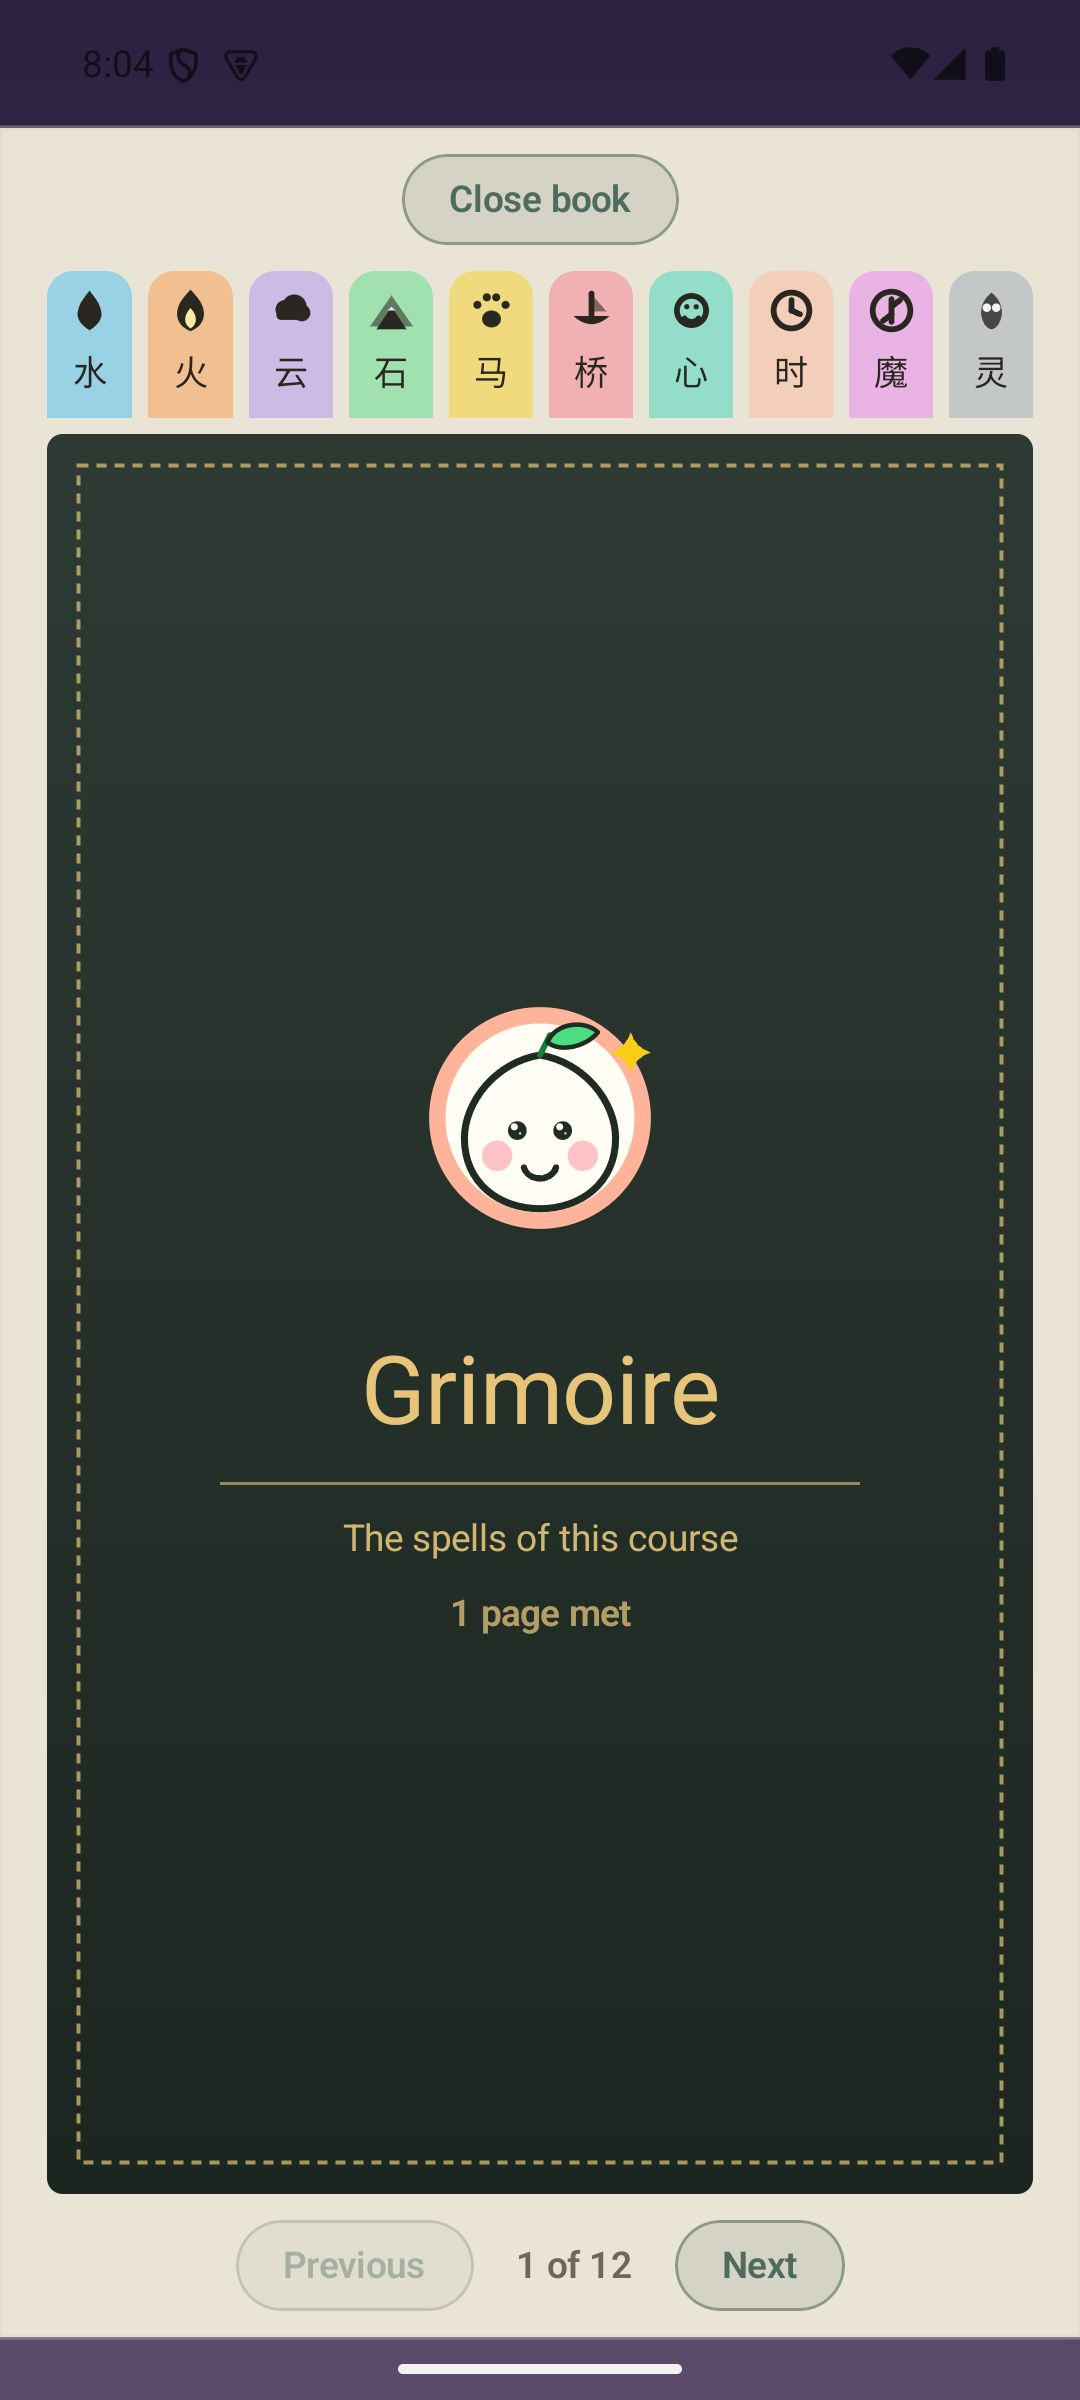 8:04
Close book
水 火 云 石 马 桥 心 时 魔 灵
Grimoire
The spells of this course
1 page met
Previous 1 of 12 Next